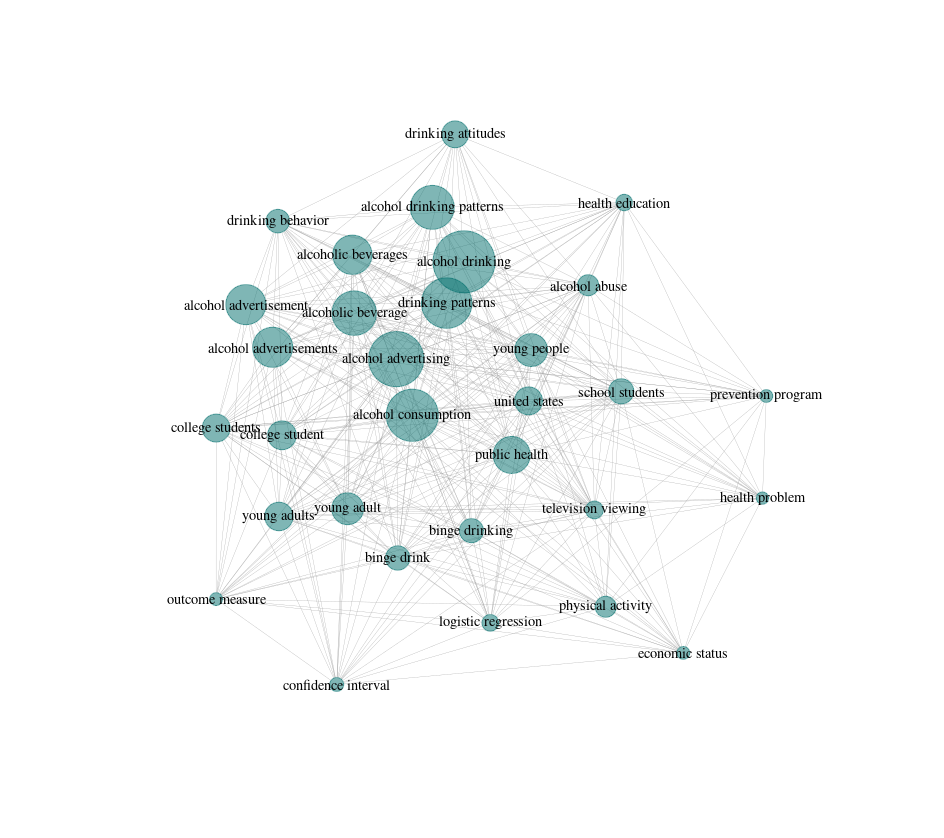 drinking attitudes
health education
alcohol drinking patterns
drinking behavior
alcoholic beverages
alcohol drinking
alcohol abuse
drinking patterns
alcohol advertisement
alcoholic beverage
alcohol advertisements
young people
alcohol advertising
school students
prevention program
united states
alcohol consumption
college students
college student
public health
health problem
young adult
television viewing
young adults
binge drinking
binge drink
outcome measure
physical activity
logistic regression
economic status
confidence interval